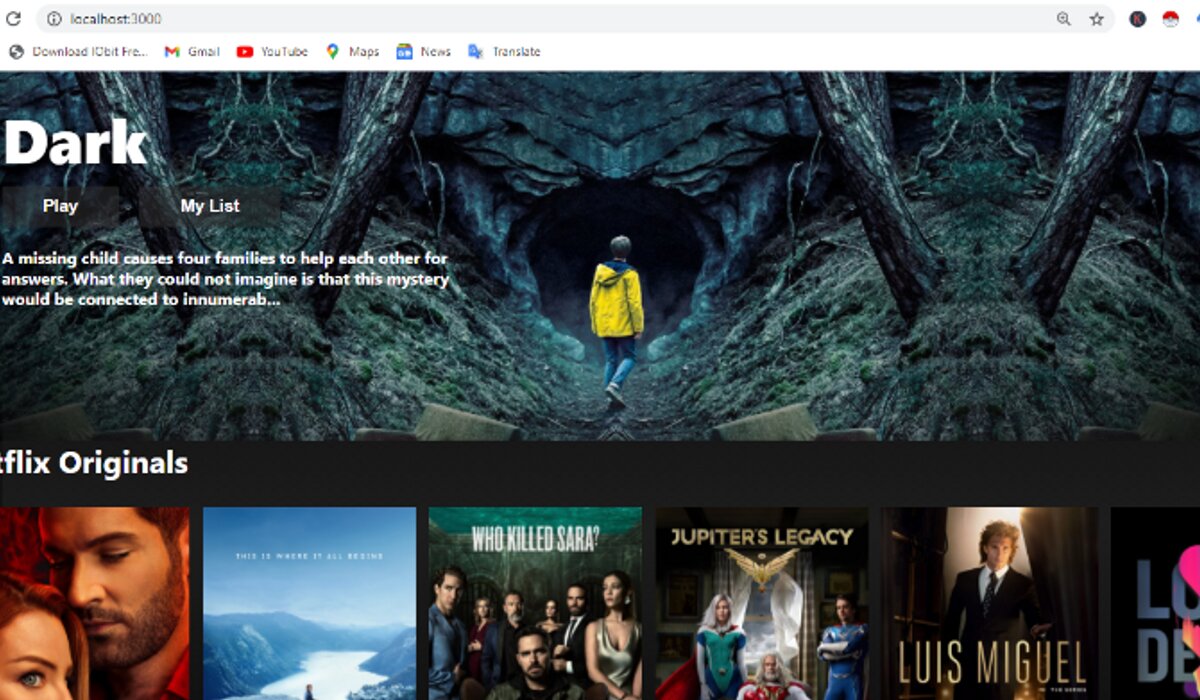 localhost:3000
Download IObit Fre... Gmail YouTube Maps News Translate
Dark
Play My List
A missing child causes four families to help each other for
answers. What they could not imagine is that this mystery
would be connected to innumerab...
tflix Originals
THIS IS WHERE IT ALL BEGINS
WHO KILLED SARA?
JUPITER'S LEGACY
LUIS MIGUEL
THE SERIES